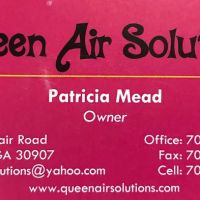 een Air Solut
Patricia Mead
Owner
air Road Office: 70
GA 30907 Fax: 70
utions@yahoo.com Cell: 70
www.queenairsolutions.com